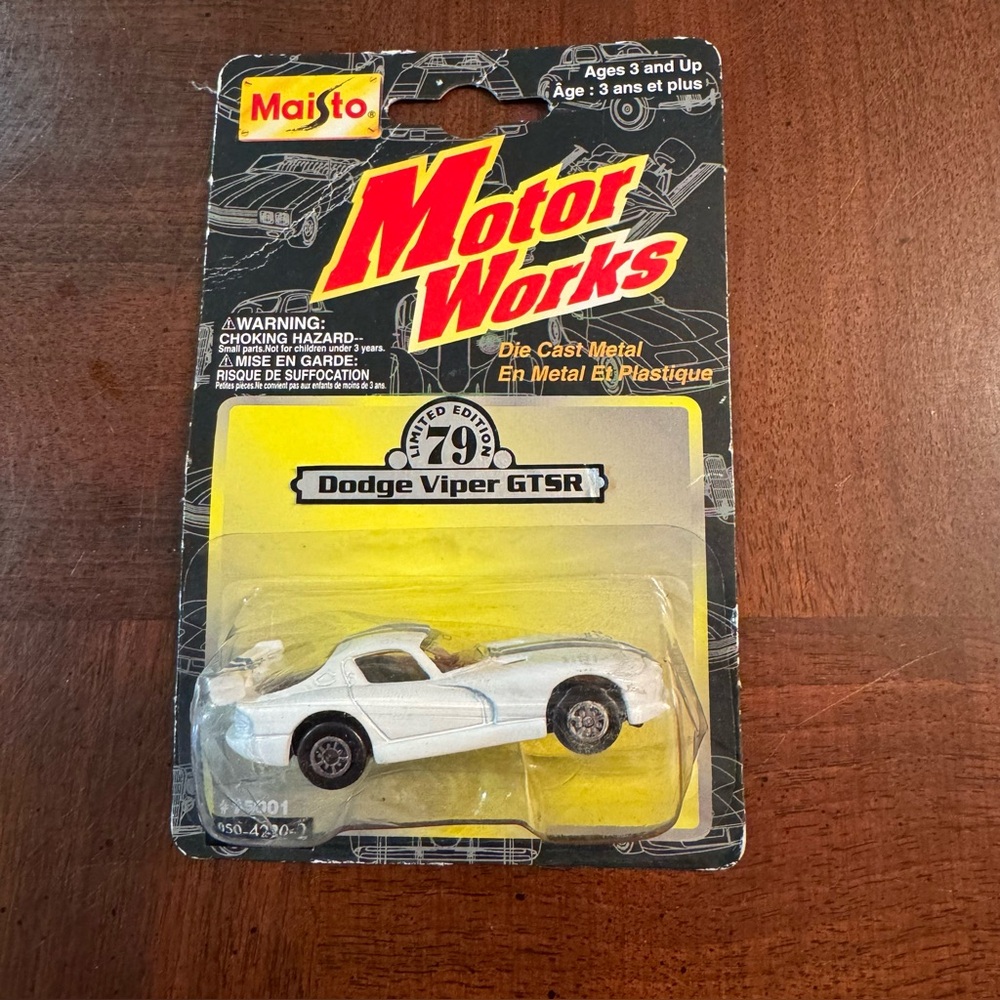 Maisto®
Ages 3 and Up
Âge : 3 ans et plus
Motor
Works
⚠WARNING:
CHOKING HAZARD--
Small parts.Not for children under 3 years.
⚠MISE EN GARDE:
RISQUE DE SUFFOCATION
Petites pièces.Ne convient pas aux enfants de moins de 3 ans.
Die Cast Metal
En Metal Et Plastique
LIMITED EDITION
79
Dodge Viper GTSR